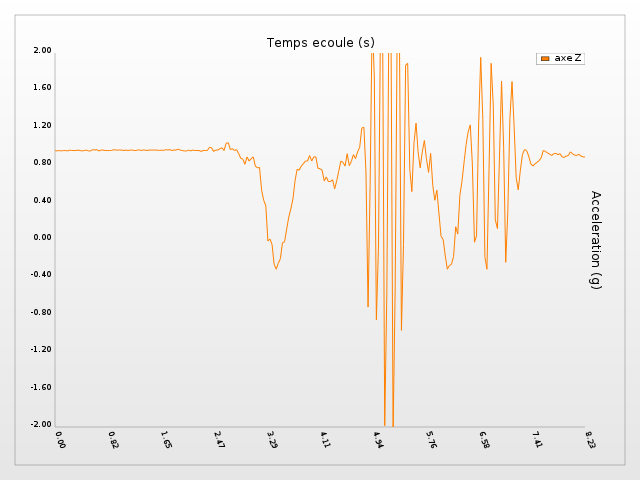 Temps ecoule (s)
axe Z
2.00
1.60
1.20
0.80
0.40
0.00
-0.40
-0.80
-1.20
-1.60
-2.00
Acceleration (g)
0.00 0.82 1.65 2.47 3.29 4.11 4.94 5.76 6.58 7.41 8.23